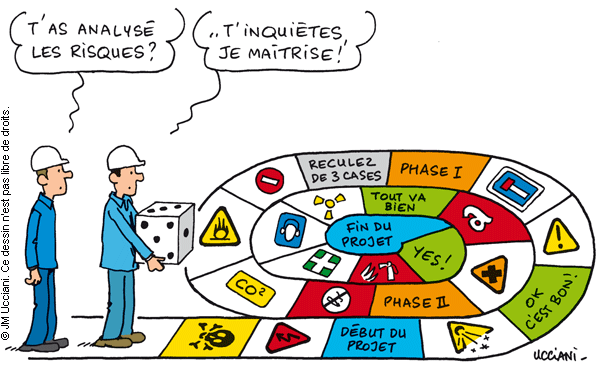 T'AS ANALYSÉ
LES RISQUES?
..T'INQUIÈTES,
JE MAÎTRISE!
© JM Ucciani. Ce dessin n'est pas libre de droits.
RECULEZ
DE 3 CASES
PHASE I
TOUT VA
BIEN
FIN DU
PROJET
YES!
CO²
PHASE II
OK
C'EST BON!
DÉBUT DU
PROJET
UCCIANI-